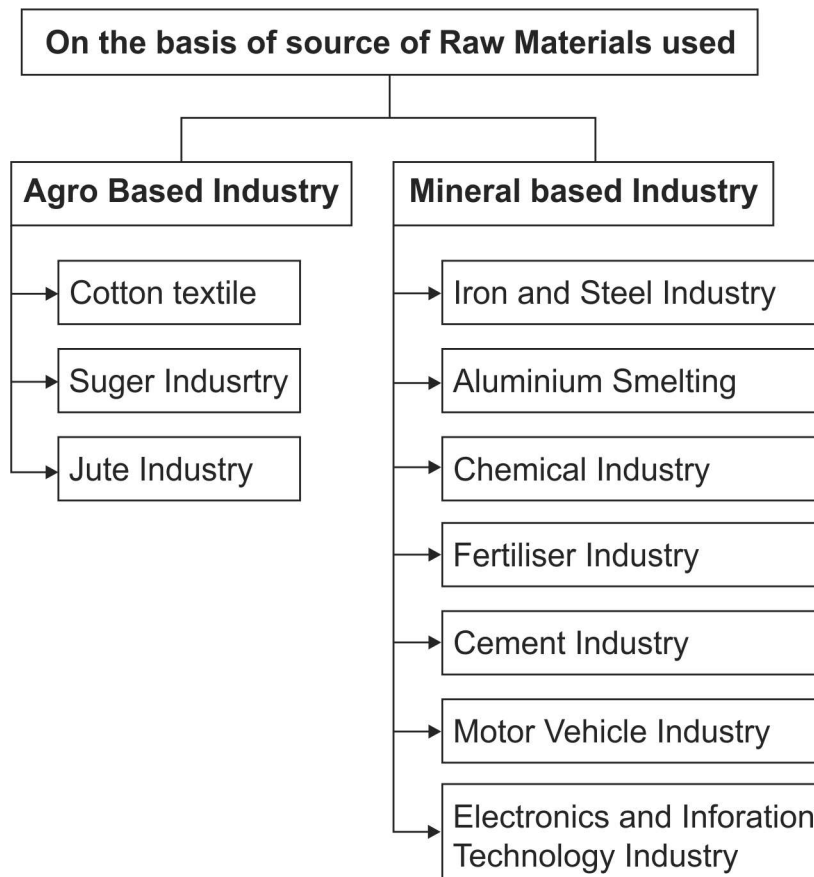 On the basis of source of Raw Materials used
Agro Based Industry
Cotton textile
Suger Indusrtry
Jute Industry
Mineral based Industry
Iron and Steel Industry
Aluminium Smelting
Chemical Industry
Fertiliser Industry
Cement Industry
Motor Vehicle Industry
Electronics and Inforation
Technology Industry